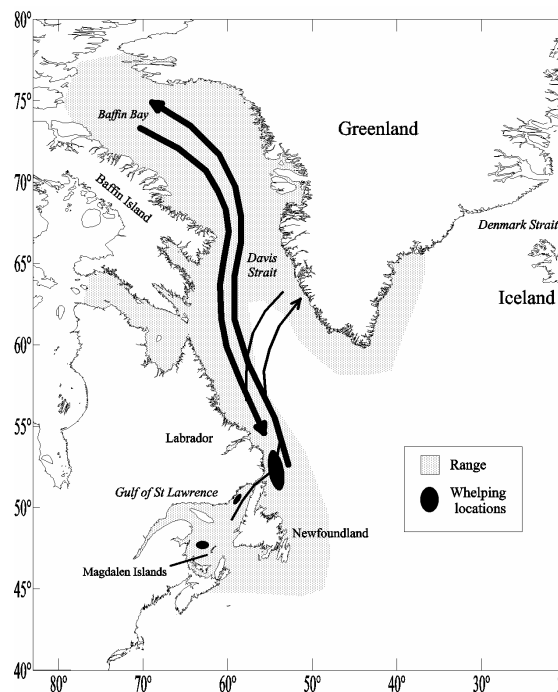 80°
75°
Baffin Bay
Greenland
70°
Baffin Island
Denmark Strait
Davis
Strait
65°
Iceland
60°
55°
Labrador
Range
Gulf of St Lawrence
Whelping
locations
50°
Newfoundland
Magdalen Islands
45°
40°
80°
70°
60°
50°
40°
30°